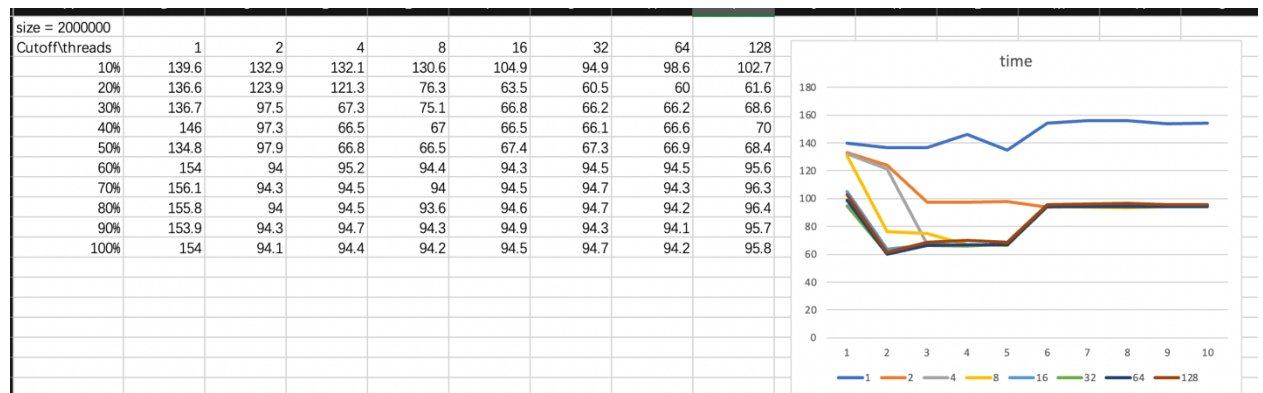 size = 2000000
Cutoff\threads 1 2 4 8 16 32 64 128
10% 139.6 132.9 132.1 130.6 104.9 94.9 98.6 102.7
20% 136.6 123.9 121.3 76.3 63.5 60.5 60 61.6
30% 136.7 97.5 67.3 75.1 66.8 66.2 66.2 68.6
40% 146 97.3 66.5 67 66.5 66.1 66.6 70
50% 134.8 97.9 66.8 66.5 67.4 67.3 66.9 68.4
60% 154 94 95.2 94.4 94.3 94.5 94.5 95.6
70% 156.1 94.3 94.5 94 94.5 94.7 94.3 96.3
80% 155.8 94 94.5 93.6 94.6 94.7 94.2 96.4
90% 153.9 94.3 94.7 94.3 94.9 94.3 94.1 95.7
100% 154 94.1 94.4 94.2 94.5 94.7 94.2 95.8
time
180
160
140
120
100
80
60
40
20
0
1 2 3 4 5 6 7 8 9 10
1 2 4 8 16 32 64 128